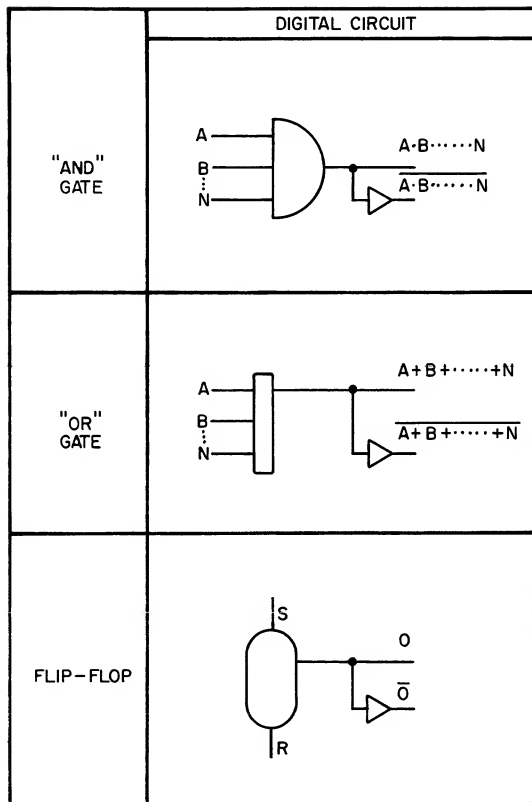 DIGITAL CIRCUIT
"AND"
GATE
A
B
N
A·B······N
A·B······N
"OR"
GATE
A
B
N
A+B+·····+N
A+B+·····+N
FLIP-FLOP
S
R
O
O̅